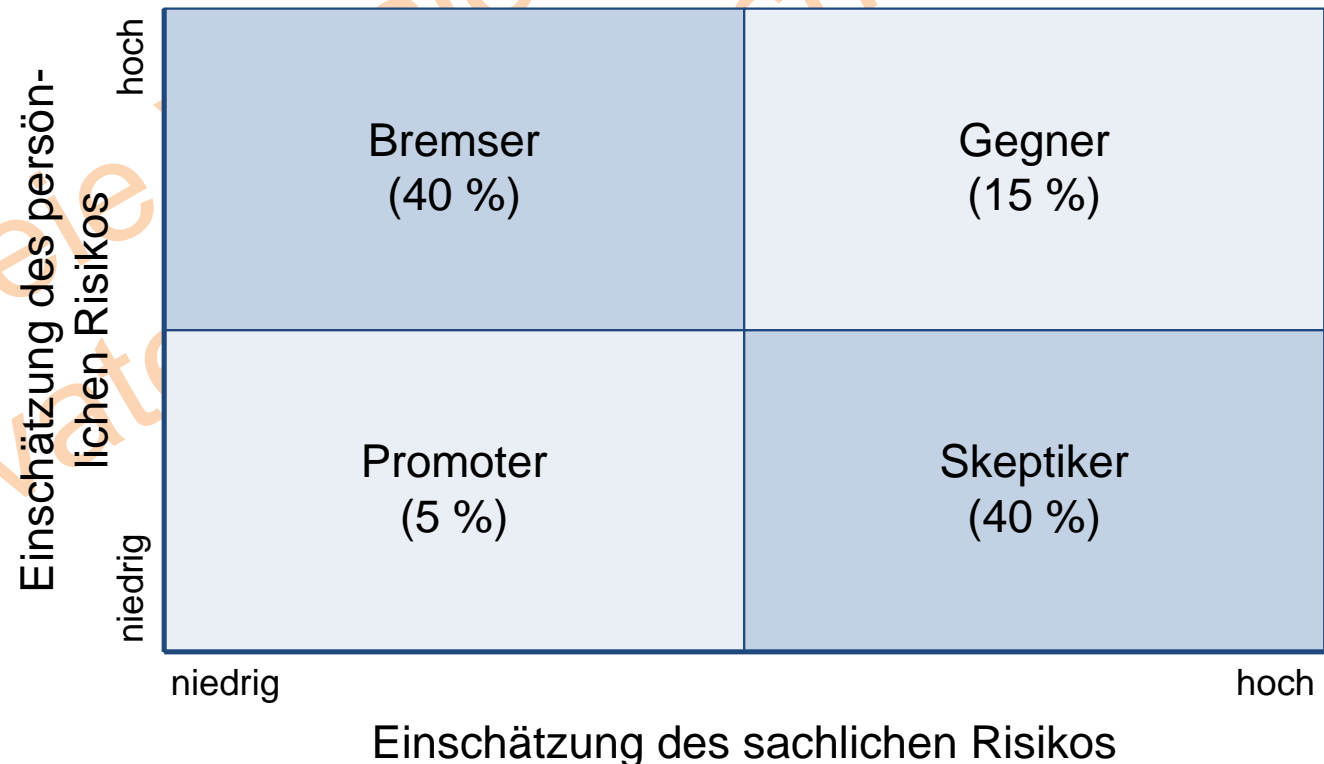 Einschätzung des persön-
lichen Risikos
hoch
niedrig
Bremser
(40 %)
Gegner
(15 %)
Promoter
(5 %)
Skeptiker
(40 %)
niedrig
hoch
Einschätzung des sachlichen Risikos